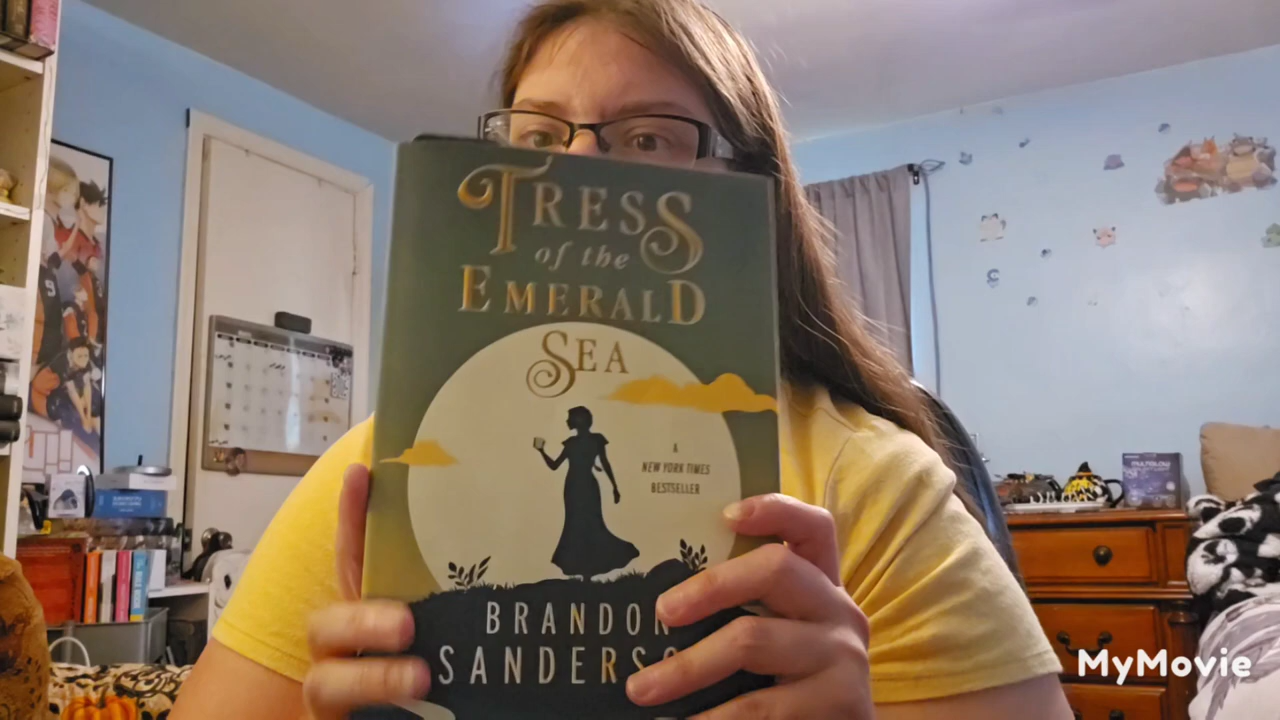 TRESS
of the
EMERALD
SEA
A
NEW YORK TIMES
BESTSELLER
BRANDON
SANDERSO
MyMovie